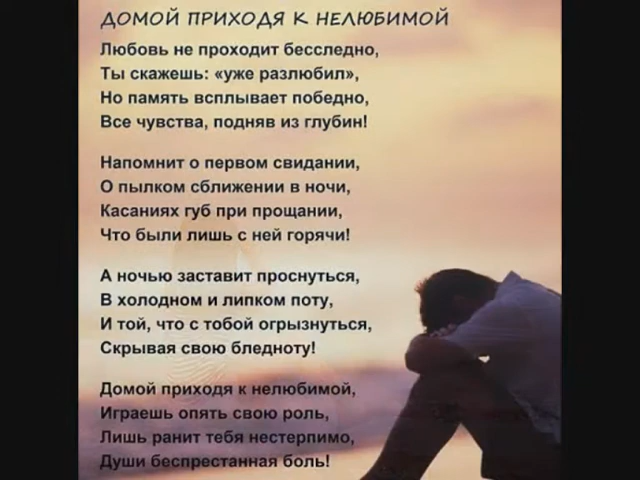 ДОМОЙ ПРИХОДЯ К НЕЛЮБИМОЙ
Любовь не проходит бесследно,
Ты скажешь: «уже разлюбил»,
Но память всплывает победно,
Все чувства, подняв из глубин!
Напомнит о первом свидании,
О пылком сближении в ночи,
Касаниях губ при прощании,
Что были лишь с ней горячи!
А ночью заставит проснуться,
В холодном и липком поту,
И той, что с тобой огрызнуться,
Скрывая свою бледноту!
Домой приходя к нелюбимой,
Играешь опять свою роль,
Лишь ранит тебя нестерпимо,
Души беспрестанная боль!